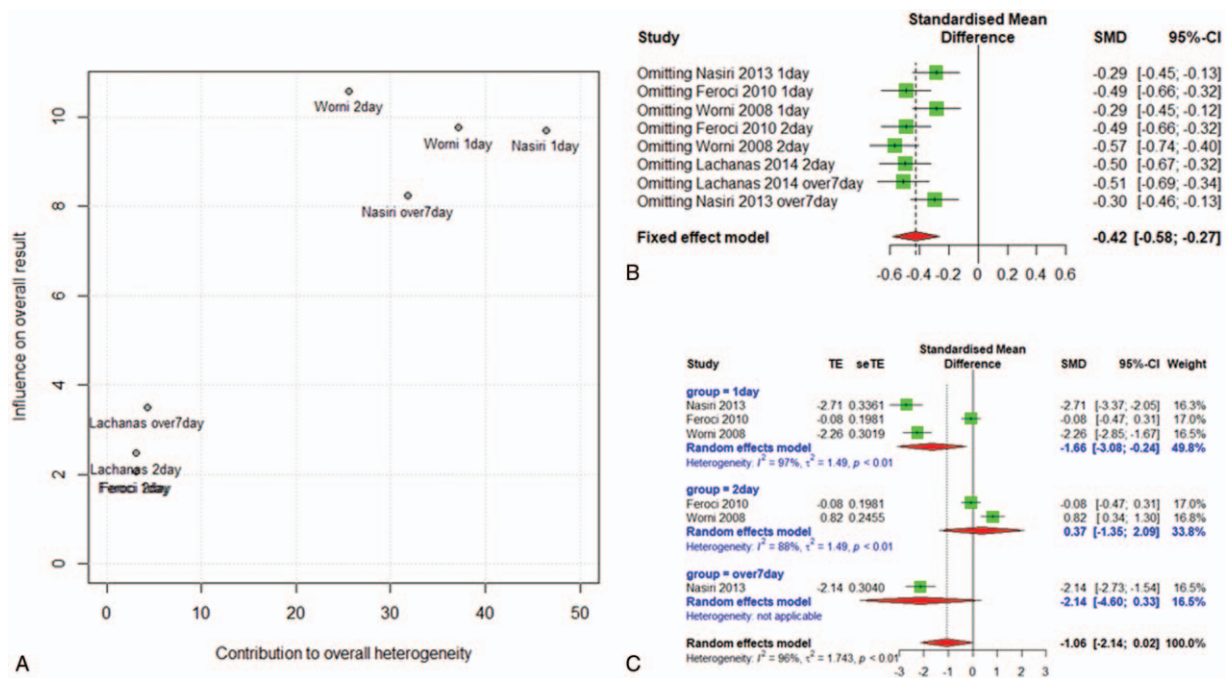 Influence on overall result
10
8
6
4
2
0
Worni 2day
Worni 1day
Nasiri 1day
Nasiri over7day
Lachanas over7day
Lachanas 2day
0 10 20 30 40 50
Contribution to overall heterogeneity
A
Standardised Mean
Study Difference SMD 95%-CI
Omitting Nasiri 2013 1day -0.29 [-0.45; -0.13]
Omitting Feroci 2010 1day -0.49 [-0.66; -0.32]
Omitting Worni 2008 1day -0.29 [-0.45; -0.12]
Omitting Feroci 2010 2day -0.49 [-0.66; -0.32]
Omitting Worni 2008 2day -0.57 [-0.74; -0.40]
Omitting Lachanas 2014 2day -0.50 [-0.67; -0.32]
Omitting Lachanas 2014 over7day -0.51 [-0.69; -0.34]
Omitting Nasiri 2013 over7day -0.30 [-0.46; -0.13]
Fixed effect model -0.42 [-0.58; -0.27]
-0.6 -0.4 -0.2 0 0.2 0.4 0.6
B
Standardised Mean
Study TE seTE Difference SMD 95%-CI Weight
group = 1day
Nasiri 2013 -2.71 0.3361 -2.71 [-3.37; -2.05] 16.3%
Feroci 2010 -0.08 0.1981 -0.08 [-0.47; 0.31] 17.0%
Worni 2008 -2.26 0.3019 -2.26 [-2.85; -1.67] 16.5%
Random effects model -1.66 [-3.08; -0.24] 49.8%
Heterogeneity: I² = 97%, τ² = 1.49, p < 0.01
group = 2day
Feroci 2010 -0.08 0.1981 -0.08 [-0.47; 0.31] 17.0%
Worni 2008 0.82 0.2455 0.82 [0.34; 1.30] 16.8%
Random effects model 0.37 [-1.35; 2.09] 33.8%
Heterogeneity: I² = 88%, τ² = 1.49, p < 0.01
group = over7day
Nasiri 2013 -2.14 0.3040 -2.14 [-2.73; -1.54] 16.5%
Random effects model -2.14 [-4.60; 0.33] 16.5%
Heterogeneity: not applicable
Random effects model -1.06 [-2.14; 0.02] 100.0%
Heterogeneity: I² = 96%, τ² = 1.743, p < 0.01
-3 -2 -1 0 1 2 3
C